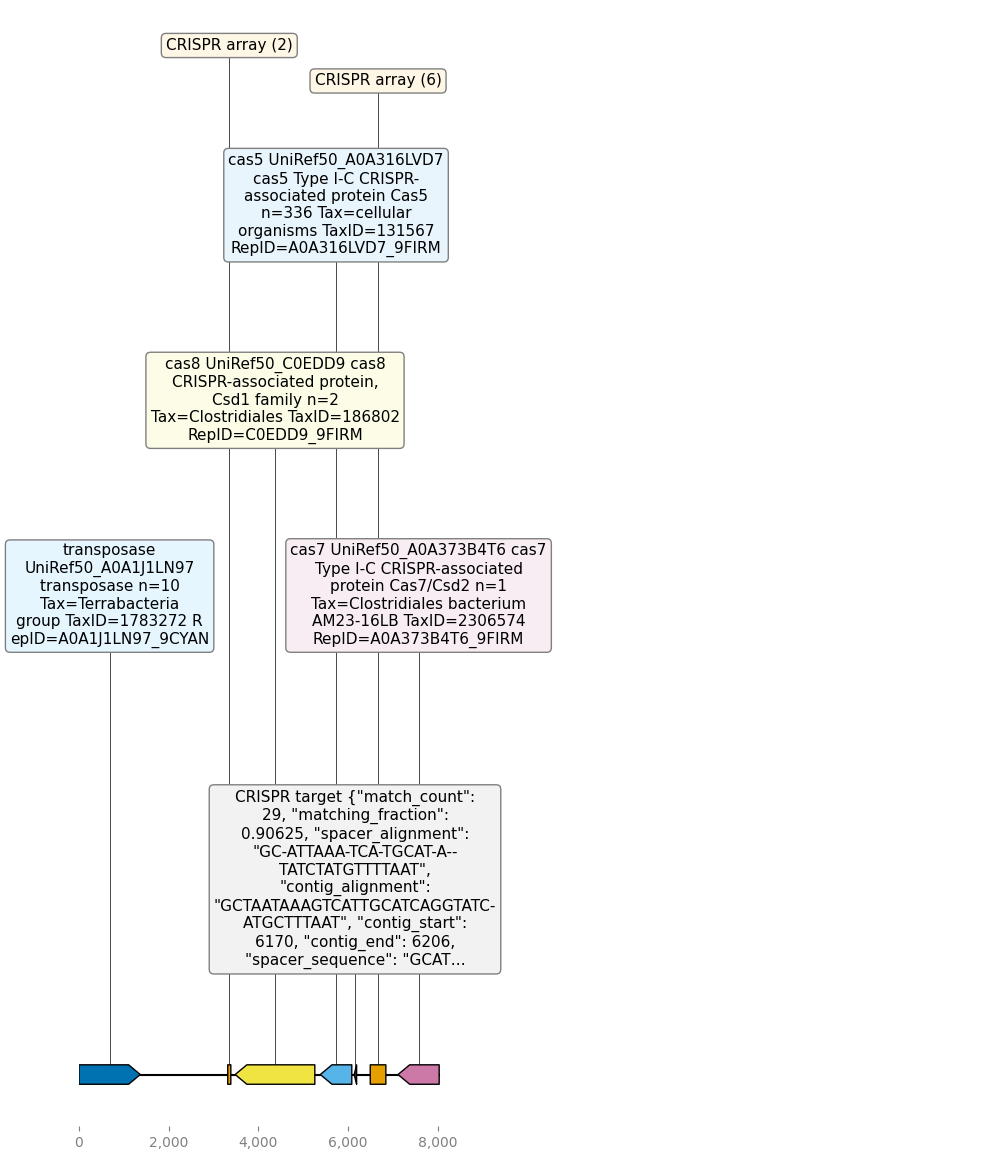 CRISPR array (2)
CRISPR array (6)
cas5 UniRef50_A0A316LVD7
cas5 Type I-C CRISPR-
associated protein Cas5
n=336 Tax=cellular
organisms TaxID=131567
RepID=A0A316LVD7_9FIRM
cas8 UniRef50_C0EDD9 cas8
CRISPR-associated protein,
Csd1 family n=2
Tax=Clostridiales TaxID=186802
RepID=C0EDD9_9FIRM
transposase
UniRef50_A0A1J1LN97
transposase n=10
Tax=Terrabacteria
group TaxID=1783272 R
epID=A0A1J1LN97_9CYAN
cas7 UniRef50_A0A373B4T6 cas7
Type I-C CRISPR-associated
protein Cas7/Csd2 n=1
Tax=Clostridiales bacterium
AM23-16LB TaxID=2306574
RepID=A0A373B4T6_9FIRM
CRISPR target {"match_count":
29, "matching_fraction":
0.90625, "spacer_alignment":
"GC-ATTAAA-TCA-TGCAT-A--
TATCTATGTTTTAAT",
"contig_alignment":
"GCTAATAAAGTCATTGCATCAGGTATC-
ATGCTTTAAT", "contig_start":
6170, "contig_end": 6206,
"spacer_sequence": "GCAT...
0 2,000 4,000 6,000 8,000